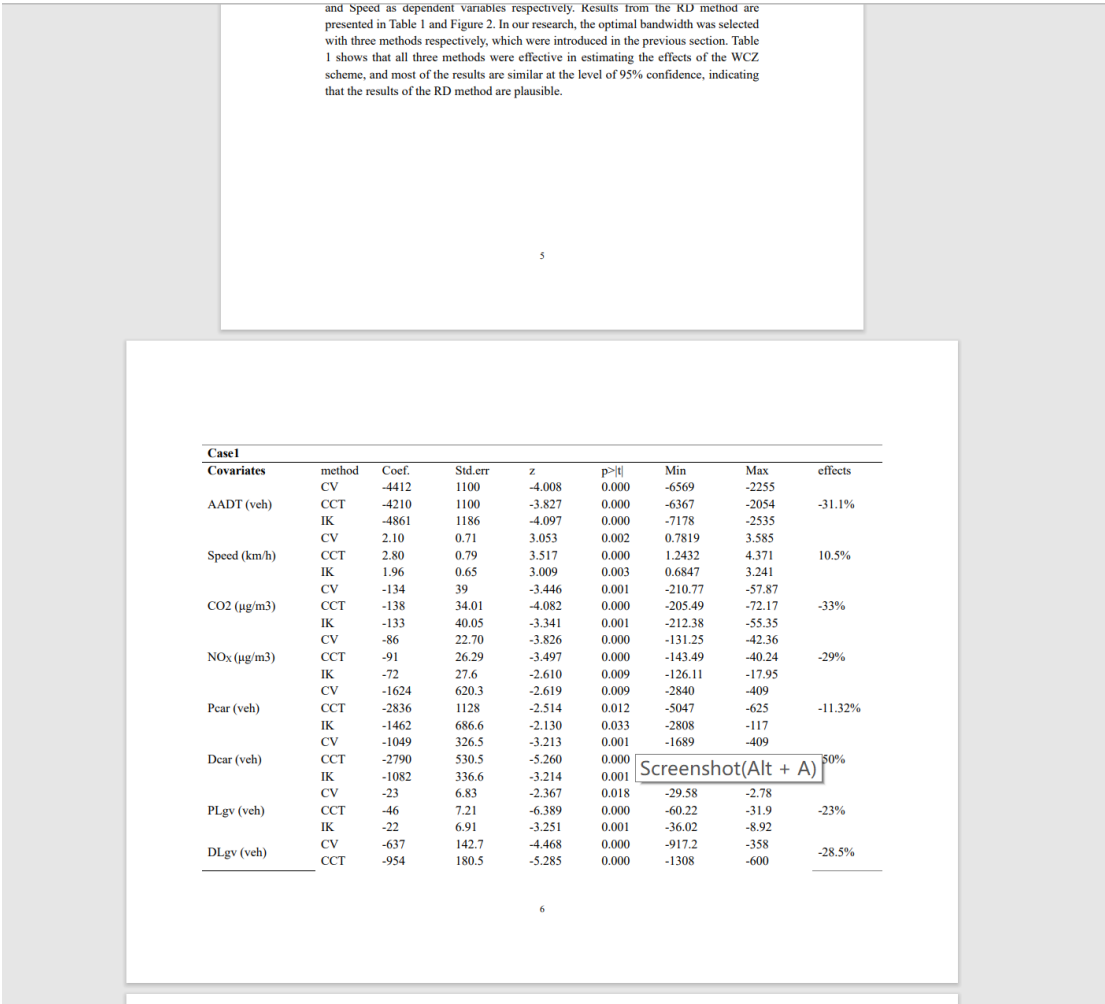 and Speed as dependent variables respectively. Results from the RD method are
presented in Table 1 and Figure 2. In our research, the optimal bandwidth was selected
with three methods respectively, which were introduced in the previous section. Table
1 shows that all three methods were effective in estimating the effects of the WCZ
scheme, and most of the results are similar at the level of 95% confidence, indicating
that the results of the RD method are plausible.
5
Case1
Covariates method Coef. Std.err z p>|t| Min Max effects
CV -4412 1100 -4.008 0.000 -6569 -2255
AADT (veh) CCT -4210 1100 -3.827 0.000 -6367 -2054 -31.1%
IK -4861 1186 -4.097 0.000 -7178 -2535
CV 2.10 0.71 3.053 0.002 0.7819 3.585
Speed (km/h) CCT 2.80 0.79 3.517 0.000 1.2432 4.371 10.5%
IK 1.96 0.65 3.009 0.003 0.6847 3.241
CV -134 39 -3.446 0.001 -210.77 -57.87
CO2 (μg/m3) CCT -138 34.01 -4.082 0.000 -205.49 -72.17 -33%
IK -133 40.05 -3.341 0.001 -212.38 -55.35
CV -86 22.70 -3.826 0.000 -131.25 -42.36
NOx (μg/m3) CCT -91 26.29 -3.497 0.000 -143.49 -40.24 -29%
IK -72 27.6 -2.610 0.009 -126.11 -17.95
CV -1624 620.3 -2.619 0.009 -2840 -409
Pcar (veh) CCT -2836 1128 -2.514 0.012 -5047 -625 -11.32%
IK -1462 686.6 -2.130 0.033 -2808 -117
CV -1049 326.5 -3.213 0.001 -1689 -409
Dcar (veh) CCT -2790 530.5 -5.260 0.000 Screenshot(Alt + A) 50%
IK -1082 336.6 -3.214 0.001
CV -23 6.83 -2.367 0.018 -29.58 -2.78
PLgv (veh) CCT -46 7.21 -6.389 0.000 -60.22 -31.9 -23%
IK -22 6.91 -3.251 0.001 -36.02 -8.92
CV -637 142.7 -4.468 0.000 -917.2 -358
DLgv (veh) -28.5%
CCT -954 180.5 -5.285 0.000 -1308 -600
6